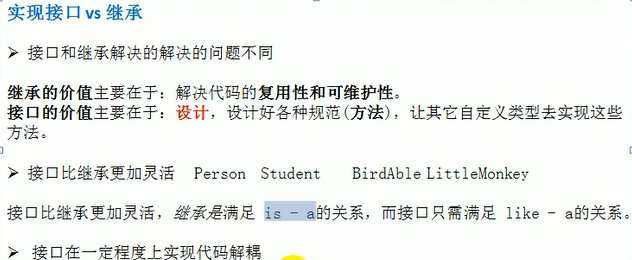 实现接口 vs 继承
➢ 接口和继承解决的解决的问题不同
继承的价值主要在于：解决代码的复用性和可维护性。
接口的价值主要在于：设计，设计好各种规范(方法)，让其它自定义类型去实现这些
方法。
➢ 接口比继承更加灵活 Person Student BirdAble LittleMonkey
接口比继承更加灵活，继承是满足 is - a的关系，而接口只需满足 like - a的关系。
➢ 接口在一定程度上实现代码解耦